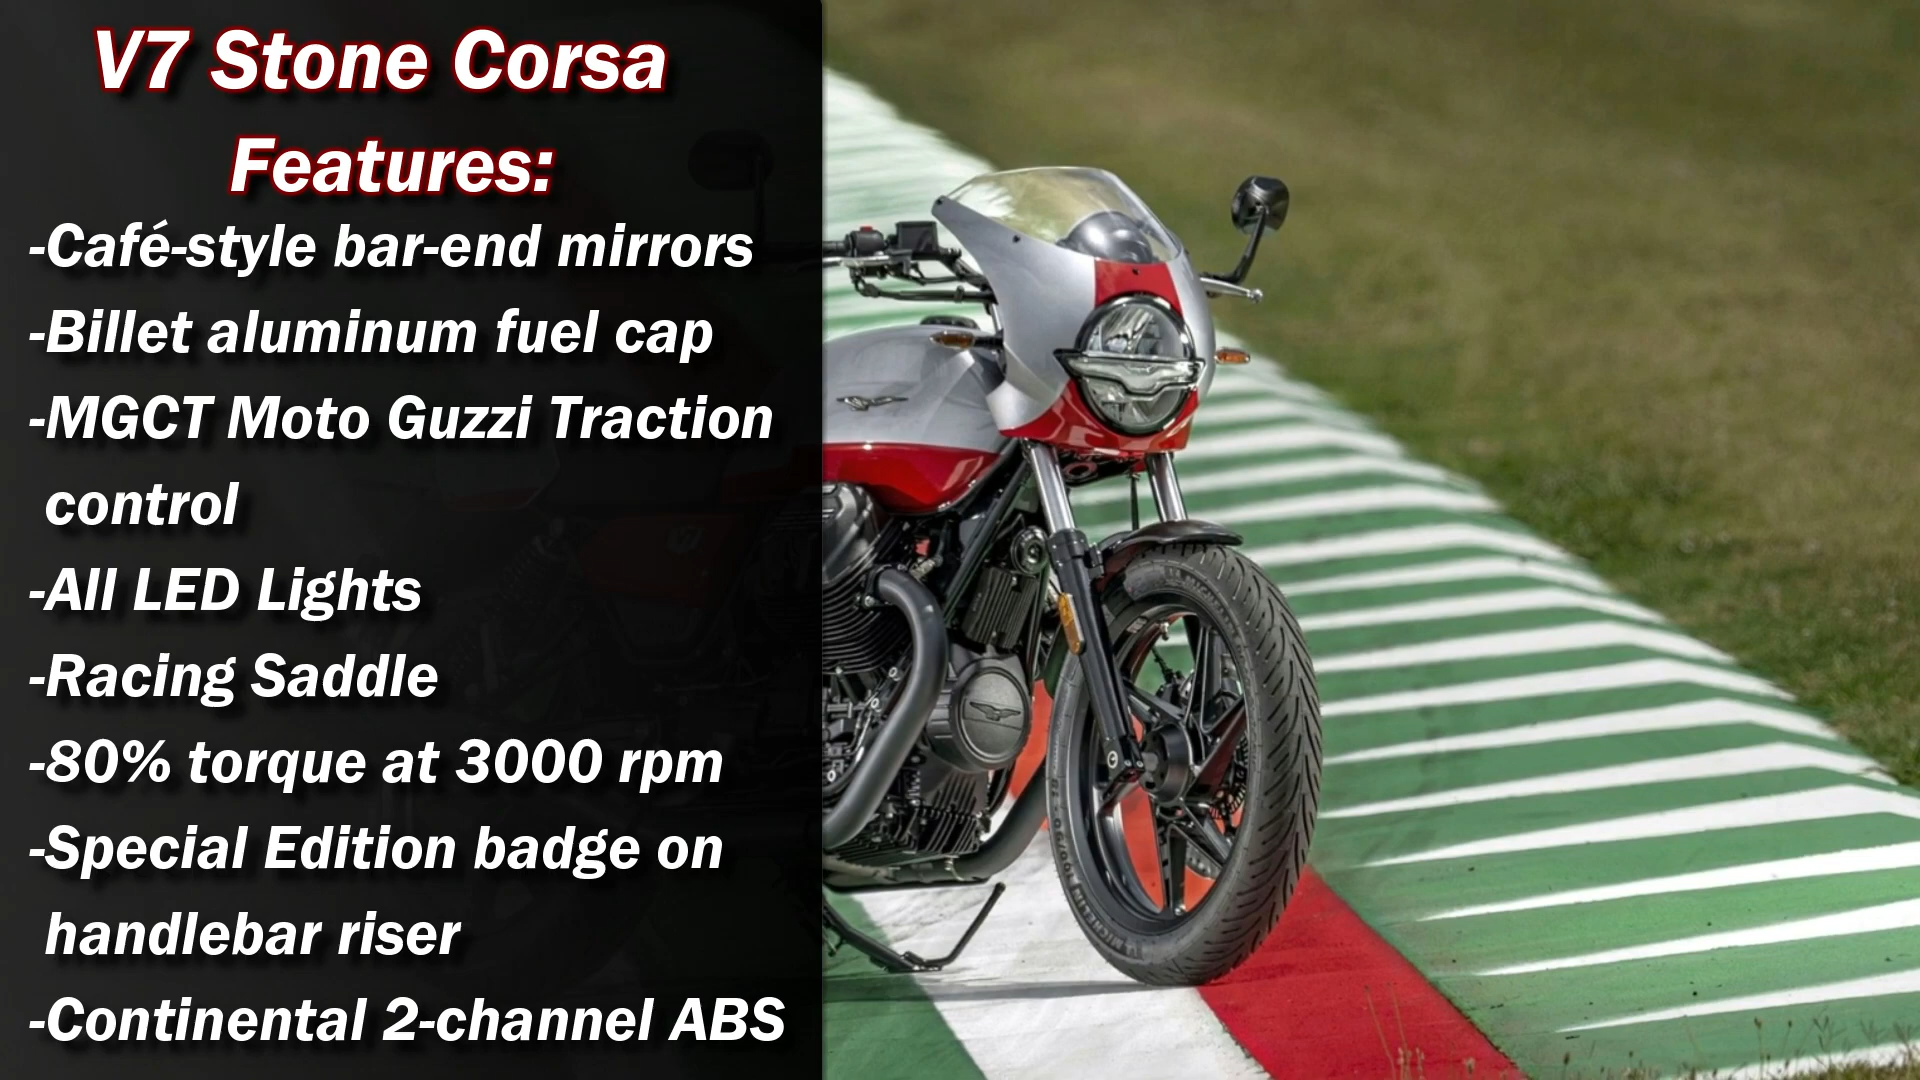 V7 Stone Corsa
Features:
-Café-style bar-end mirrors
-Billet aluminum fuel cap
-MGCT Moto Guzzi Traction
control
-All LED Lights
-Racing Saddle
-80% torque at 3000 rpm
-Special Edition badge on
handlebar riser
-Continental 2-channel ABS